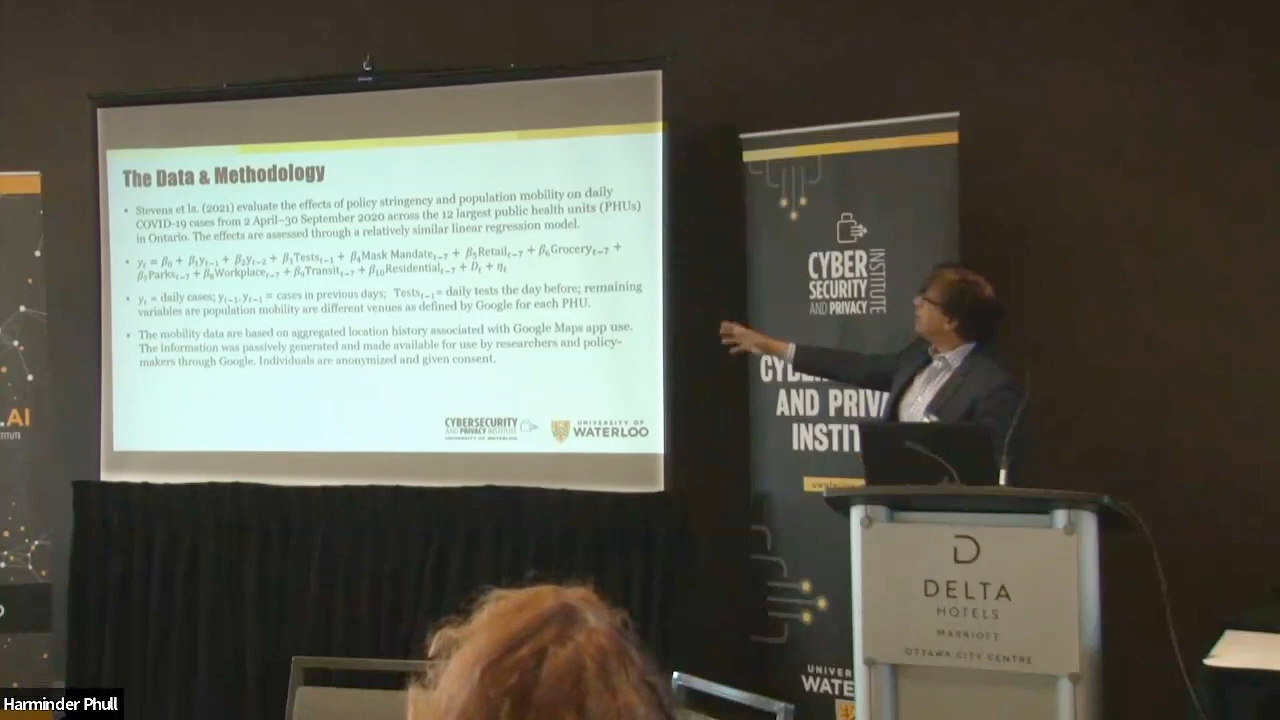 The Data & Methodology
• Stevens et la. (2021) evaluate the effects of policy stringency and population mobility on daily
COVID-19 cases from 2 April–30 September 2020 across the 12 largest public health units (PHUs)
in Ontario. The effects are assessed through a relatively similar linear regression model.
• yₜ = β₀ + β₁yₜ₋₁ + β₂yₜ₋₂ + β₃Testsₜ₋₁ + β₄Mask Mandateₜ₋₇ + β₅Retailₜ₋₇ + β₆Groceryₜ₋₇ +
β₇Parksₜ₋₇ + β₈Workplaceₜ₋₇ + β₉Transitₜ₋₇ + β₁₀Residentialₜ₋₇ + Dₜ + ηₜ
• yₜ = daily cases; yₜ₋₁, yₜ₋₁ = cases in previous days; Testsₜ₋₁= daily tests the day before; remaining
variables are population mobility are different venues as defined by Google for each PHU.
• The mobility data are based on aggregated location history associated with Google Maps app use.
The information was passively generated and made available for use by researchers and policy-
makers through Google. Individuals are anonymized and given consent.
CYBERSECURITY
AND PRIVACY INSTITUTE
UNIVERSITY OF WATERLOO
UNIVERSITY OF
WATERLOO
.AI
CYBER
SECURITY
AND PRIVACY
INSTITUTE
CYBE
AND PRIV
INSTIT
UNIVER
WATE
D
DELTA
HOTELS
MARRIOTT
OTTAWA CITY CENTRE
Harminder Phull